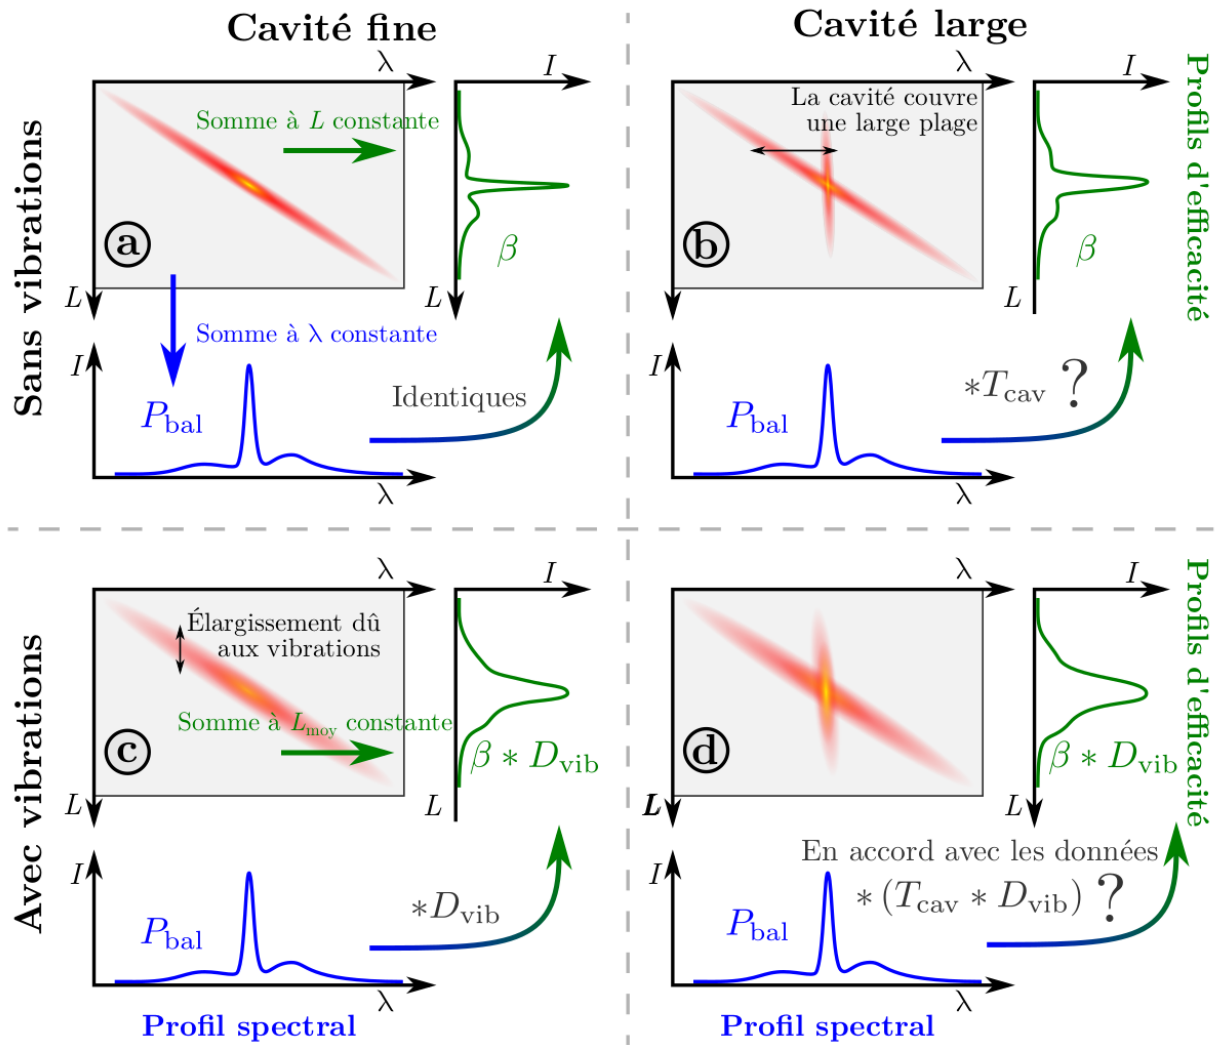 Cavité fine
Cavité large
Sans vibrations
λ
I
Somme à L constante
a
L
β
L
Somme à λ constante
I
P_bal
Identiques
λ
λ
I
La cavité couvre
une large plage
b
β
L
Profils d'efficacité
I
P_bal
*T_cav ?
λ
Avec vibrations
λ
I
Élargissement dû
aux vibrations
Somme à L_moy constante
c
β * D_vib
L
L
I
P_bal
*D_vib
λ
Profil spectral
λ
I
d
β * D_vib
L
L
Profils d'efficacité
En accord avec les données
I
P_bal
* (T_cav * D_vib) ?
λ
Profil spectral